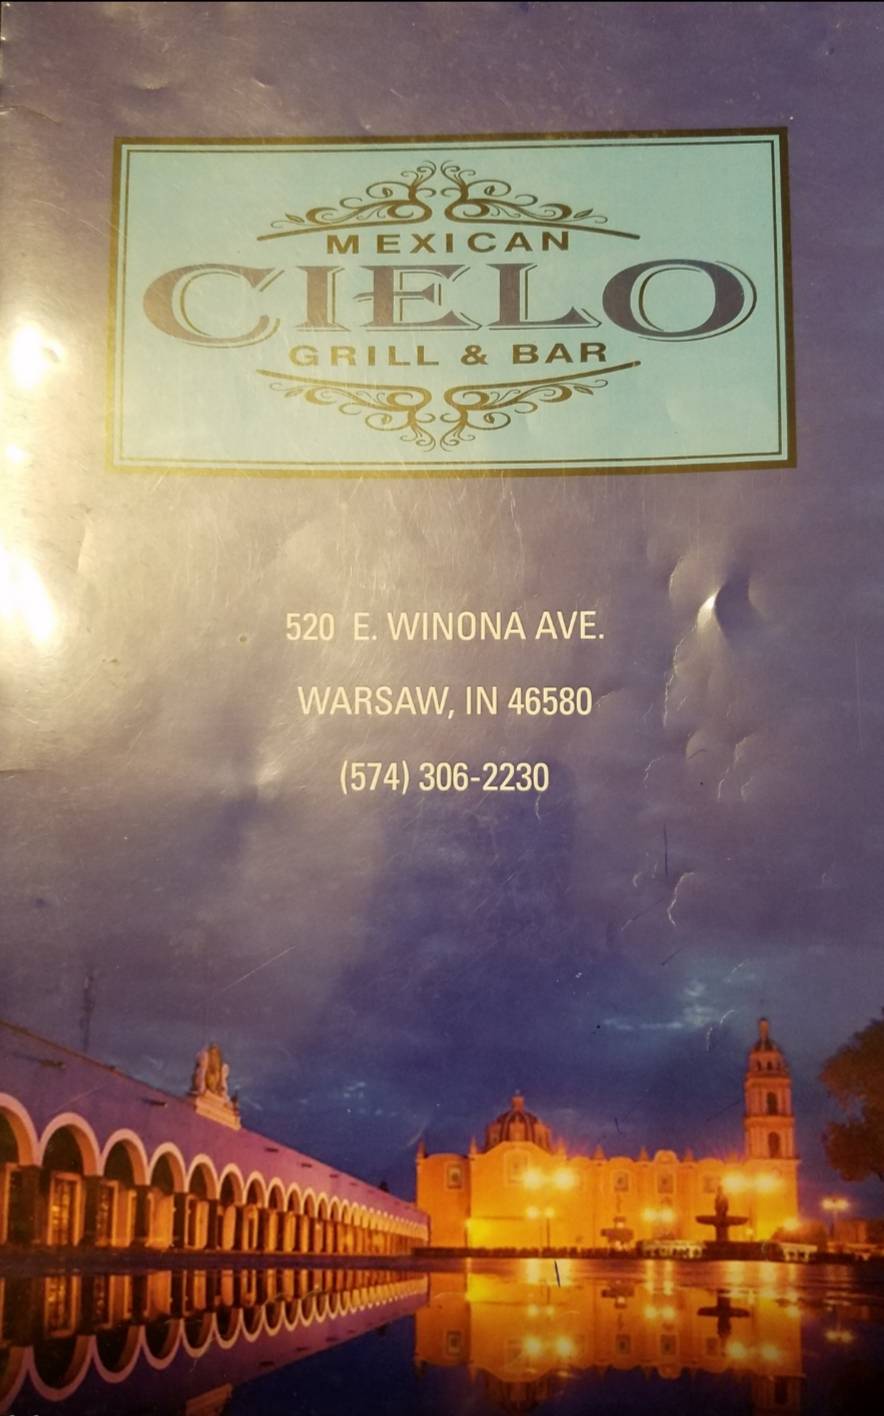 MEXICAN
CIELO
GRILL & BAR
520 E. WINONA AVE.
WARSAW, IN 46580
(574) 306-2230